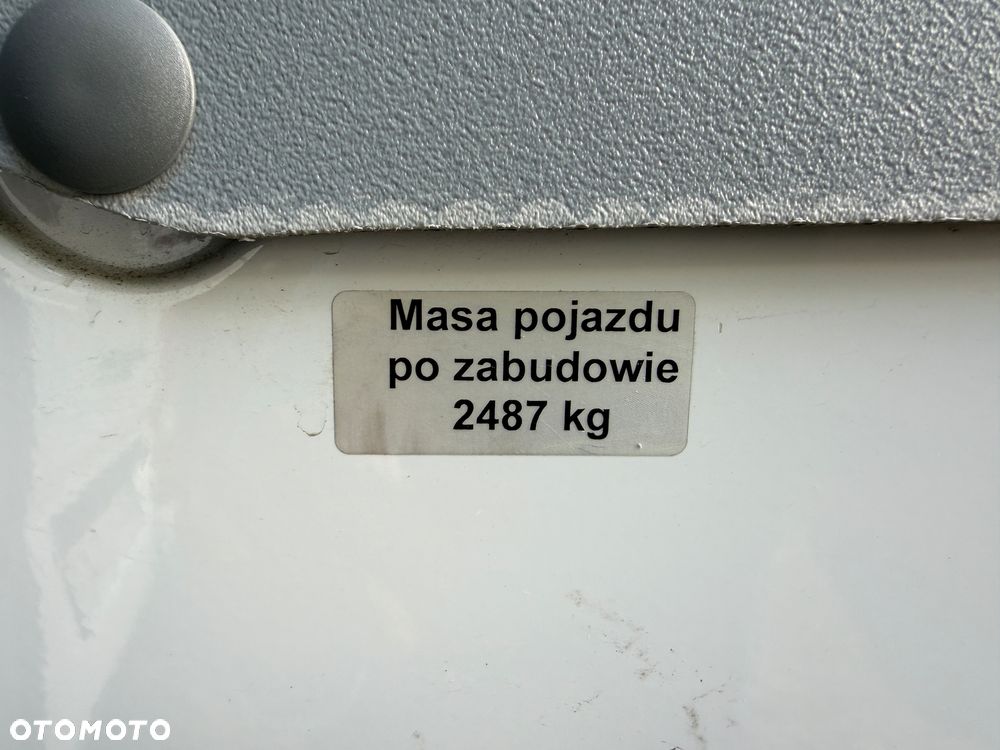 Masa pojazdu
po zabudowie
2487 kg
OTOMOTO